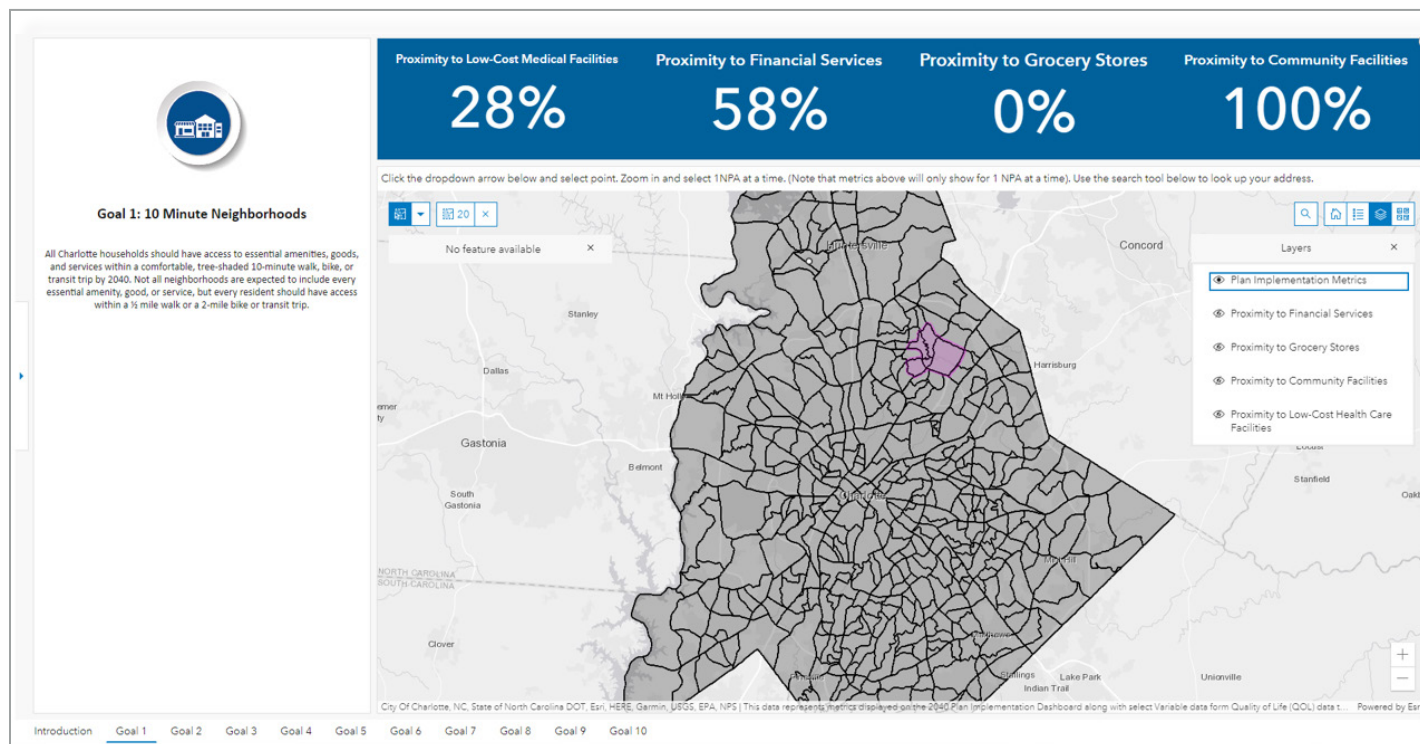 Proximity to Low-Cost Medical Facilities
28%
Proximity to Financial Services
58%
Proximity to Grocery Stores
0%
Proximity to Community Facilities
100%
Goal 1: 10 Minute Neighborhoods
All Charlotte households should have access to essential amenities, goods,
and services within a comfortable, tree-shaded 10-minute walk, bike, or
transit trip by 2040. Not all neighborhoods are expected to include every
essential amenity, good, or service, but every resident should have access
within a ½ mile walk or a 2-mile bike or transit trip.
Click the dropdown arrow below and select point. Zoom in and select 1NPA at a time. (Note that metrics above will only show for 1 NPA at a time). Use the search tool below to look up your address.
20
No feature available
Layers
Plan Implementation Metrics
Proximity to Financial Services
Proximity to Grocery Stores
Proximity to Community Facilities
Proximity to Low-Cost Health Care
Facilities
Huntersville
Concord
Stanley
Dallas
Harrisburg
Mt Holl
Gastonia
Belmont
Locust
Stanfield
South
Gastonia
Charlotte
Oak
NORTH CAROLINA
SOUTH CAROLINA
Clover
Stallings
Lake Park
Indian Trail
Unionville
City Of Charlotte, NC, State of North Carolina DOT, Esri, HERE, Garmin, USGS, EPA, NPS | This data represents metrics displayed on the 2040 Plan Implementation Dashboard along with select Variable data form Quality of Life (QOL) data t...
Powered by Esr
Introduction
Goal 1
Goal 2
Goal 3
Goal 4
Goal 5
Goal 6
Goal 7
Goal 8
Goal 9
Goal 10